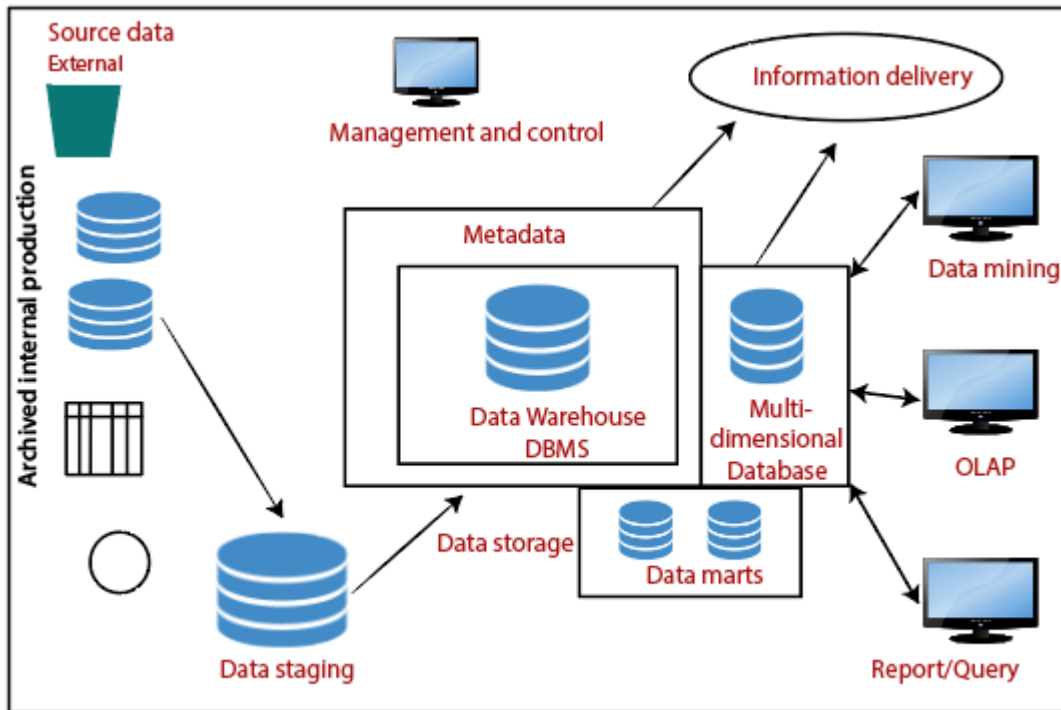 Source data
External
Archived internal production
Management and control
Information delivery
Metadata
Data Warehouse
DBMS
Multi-
dimensional
Database
Data mining
OLAP
Data storage
Data marts
Data staging
Report/Query